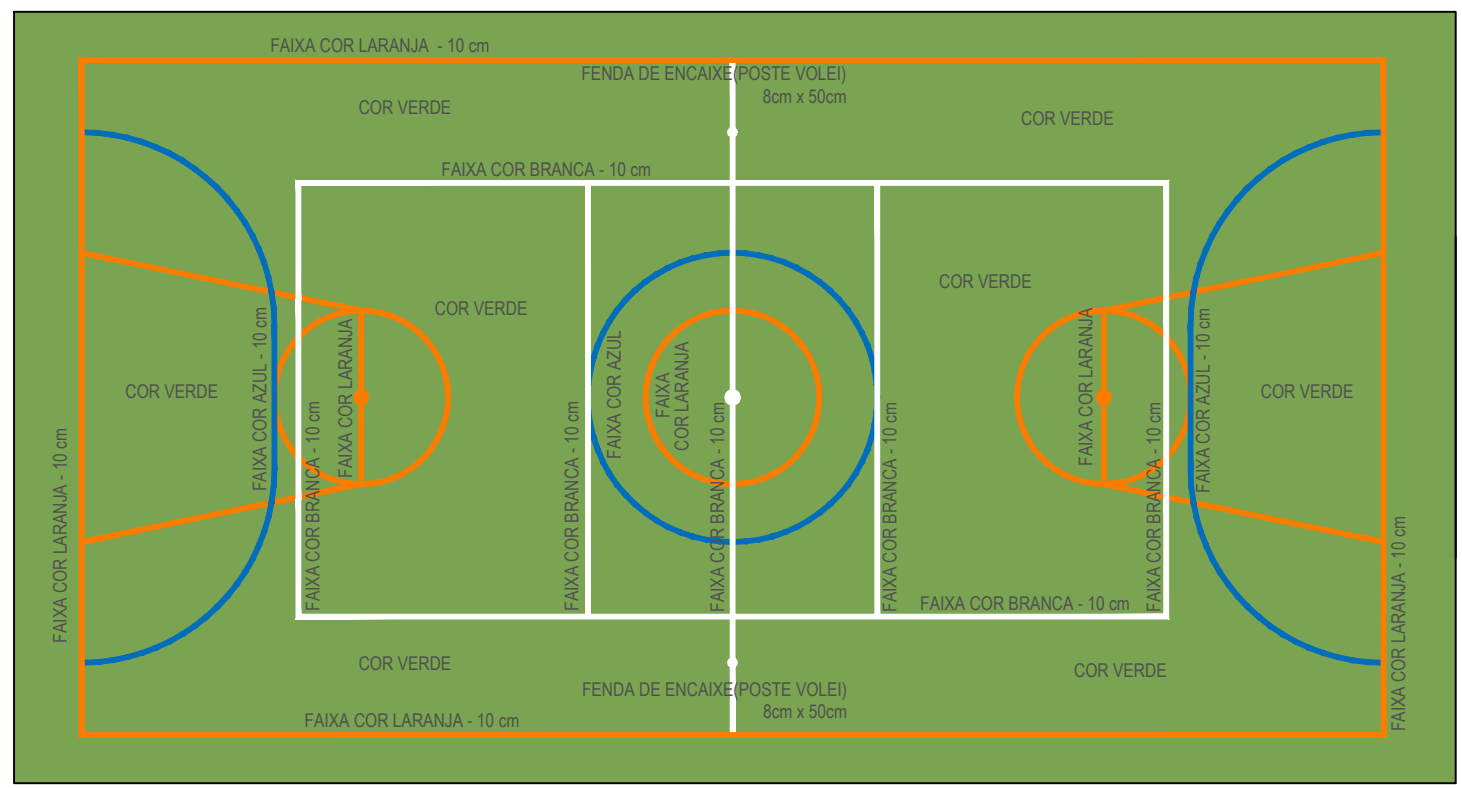 FAIXA COR LARANJA - 10 cm
FENDA DE ENCAIXE(POSTE VOLEI)
8cm x 50cm
COR VERDE
COR VERDE
FAIXA COR BRANCA - 10 cm
COR VERDE
COR VERDE
COR VERDE
FAIXA COR AZUL - 10 cm
FAIXA COR LARANJA
FAIXA COR AZUL
FAIXA
COR LARANJA
FAIXA COR LARANJA
FAIXA COR AZUL - 10 cm
COR VERDE
FAIXA COR LARANJA - 10 cm
FAIXA COR BRANCA - 10 cm
FAIXA COR BRANCA - 10 cm
FAIXA COR BRANCA - 10 cm
FAIXA COR BRANCA - 10 cm
FAIXA COR BRANCA - 10 cm
FAIXA COR LARANJA - 10 cm
FAIXA COR BRANCA - 10 cm
COR VERDE
COR VERDE
FENDA DE ENCAIXE(POSTE VOLEI)
8cm x 50cm
FAIXA COR LARANJA - 10 cm